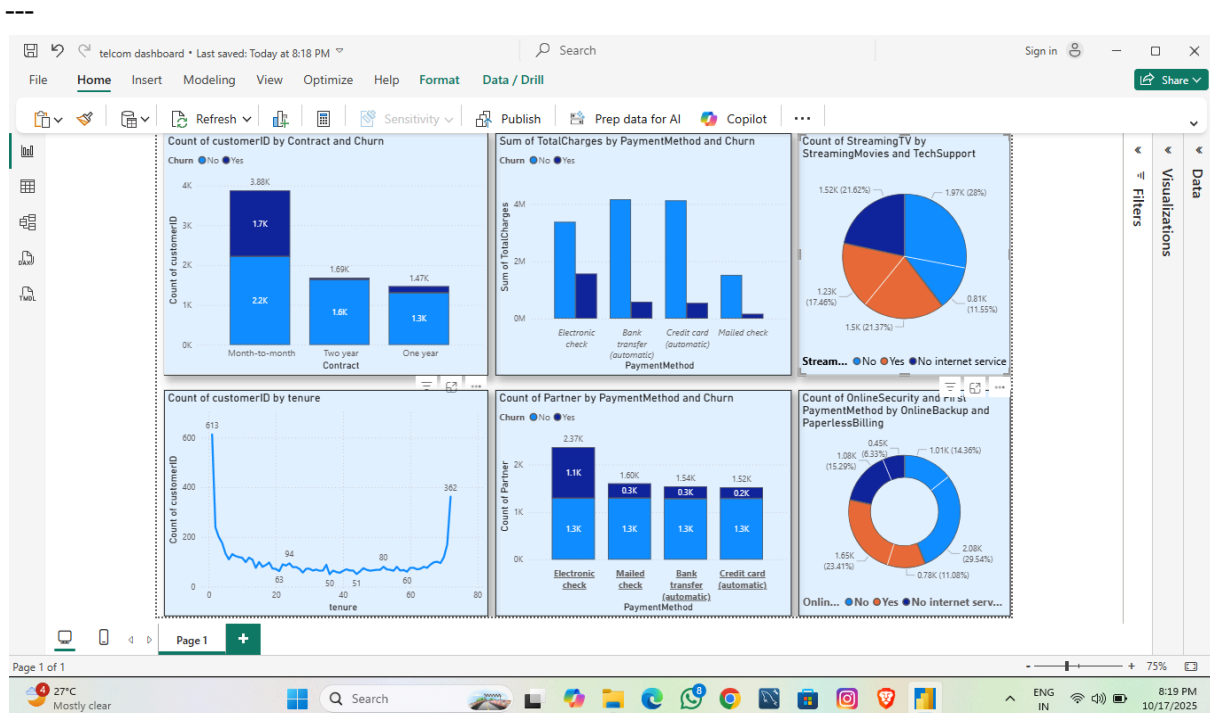 ---
telcom dashboard • Last saved: Today at 8:18 PM
Search
Sign in
File Home Insert Modeling View Optimize Help Format Data / Drill
Share
Refresh Sensitivity Publish Prep data for AI Copilot ...
Count of customerID by Contract and Churn
Churn No Yes
4K
3K
2K
1K
0K
Count of customerID
3.88K
1.7K
2.2K
1.69K
1.6K
1.47K
1.3K
Month-to-month Two year One year
Contract
Sum of TotalCharges by PaymentMethod and Churn
Churn No Yes
4M
2M
0M
Sum of TotalCharges
Electronic check
Bank transfer (automatic)
Credit card (automatic)
Mailed check
PaymentMethod
Count of StreamingTV by
StreamingMovies and TechSupport
1.52K (21.62%)
1.97K (28%)
1.23K
(17.46%)
0.81K
(11.55%)
1.5K (21.37%)
Stream... No Yes No internet service
Filters
Visualizations
Data
DAX
TMDL
Count of customerID by tenure
613
600
400
200
0
Count of customerID
362
94
80
63
50
51
60
0 20 40 60 80
tenure
Count of Partner by PaymentMethod and Churn
Churn No Yes
2K
1K
0K
Count of Partner
2.37K
1.1K
1.3K
1.60K
0.3K
1.3K
1.54K
0.3K
1.3K
1.52K
0.2K
1.3K
Electronic check
Mailed check
Bank transfer (automatic)
Credit card (automatic)
PaymentMethod
Count of OnlineSecurity and First
PaymentMethod by OnlineBackup and
PaperlessBilling
0.45K
(6.33%)
1.01K (14.36%)
1.08K
(15.29%)
2.08K
(29.54%)
1.65K
(23.41%)
0.78K (11.08%)
Onlin... No Yes No internet serv...
Page 1 +
Page 1 of 1
- + 75%
4
27°C
Mostly clear
Search
8
ENG
IN
8:19 PM
10/17/2025